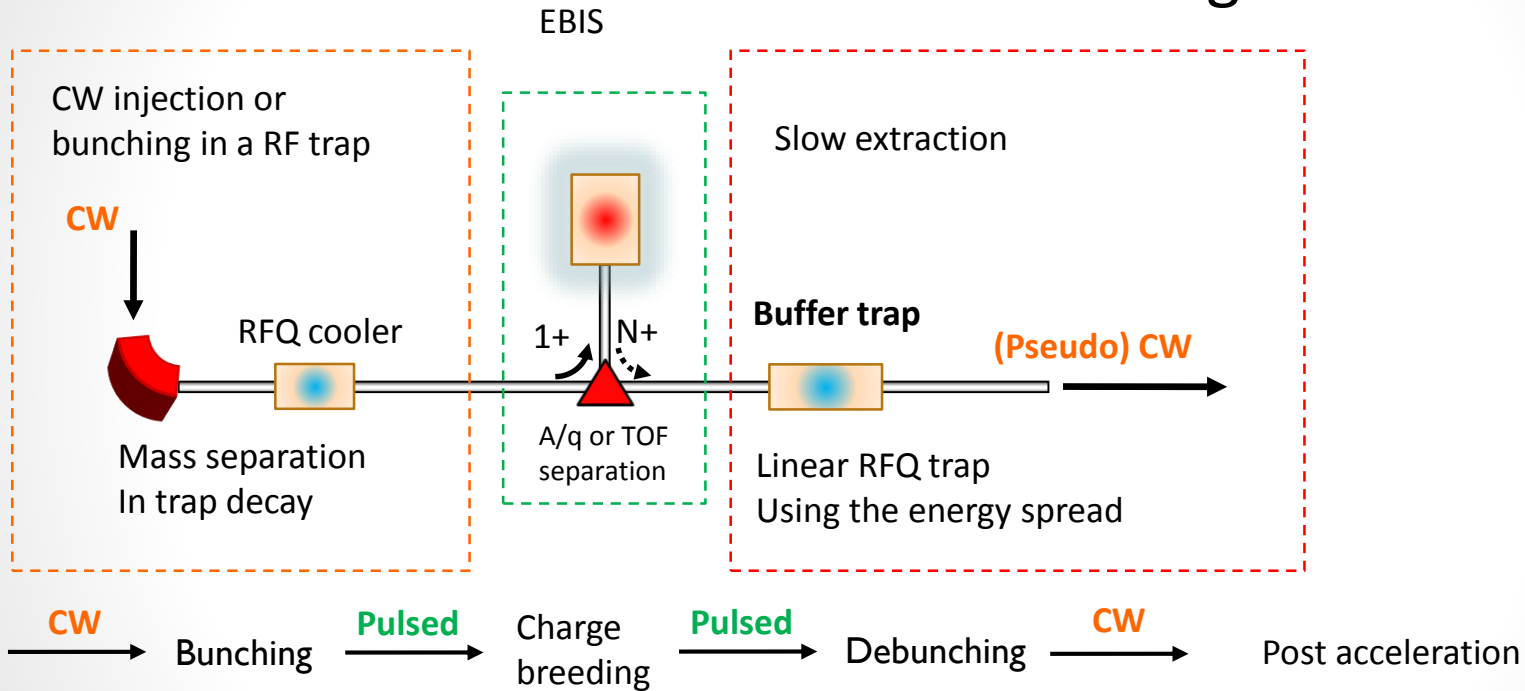 EBIS
CW injection or
bunching in a RF trap
CW
RFQ cooler
Mass separation
In trap decay
1+
N+
A/q or TOF
separation
Slow extraction
Buffer trap
(Pseudo) CW
Linear RFQ trap
Using the energy spread
CW
Bunching
Pulsed
Charge
breeding
Pulsed
Debunching
CW
Post acceleration